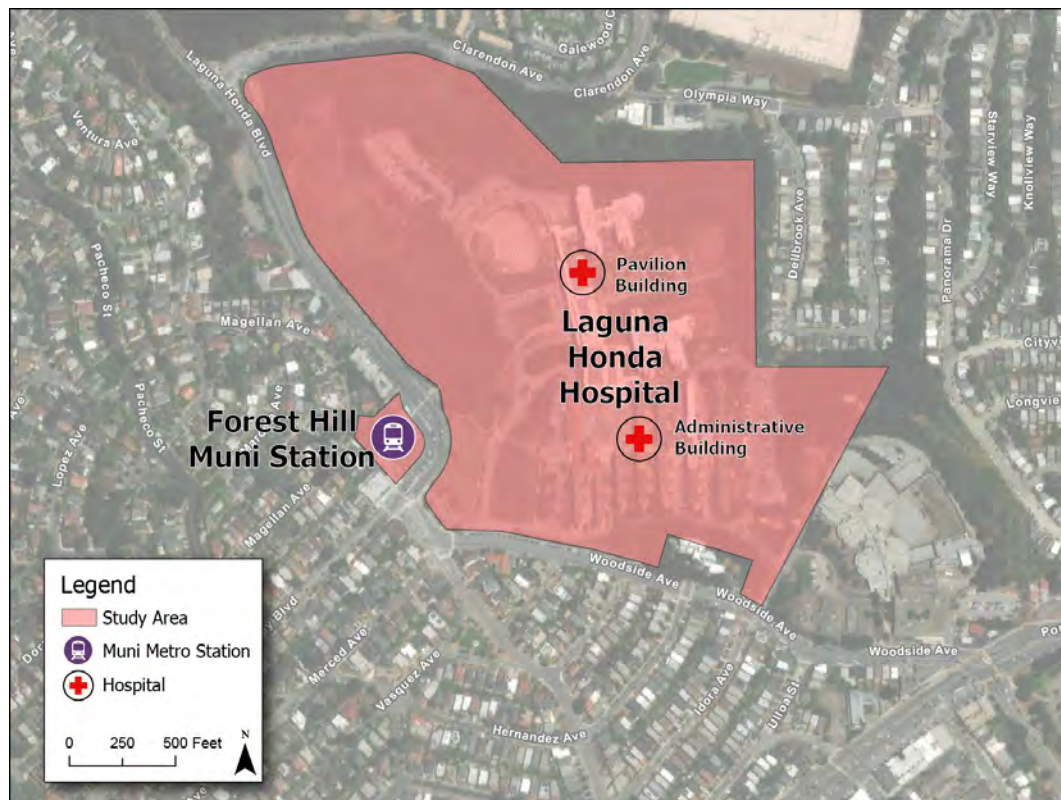 Clarendon Ave
Galewood C
Clarendon Ave
Laguna Honda Blvd
Olympia Way
Ventura Ave
Starview Way
Knollview Way
Dellbrook Ave
Panorama Dr
Pacheco St
Pavilion
Building
Magellan Ave
Laguna
Honda
Hospital
Cityv
Longvie
Pacheco St
Lopez Ave
Ave
Forest Hill
Muni Station
Administrative
Building
Magellan Ave
Woodside Ave
Woodside Ave
Woodside Ave
Merced Ave
Vasquez Ave
Idora Ave
Ulloa St
Hernandez Ave
Legend
Study Area
Muni Metro Station
Hospital
0 250 500 Feet
N